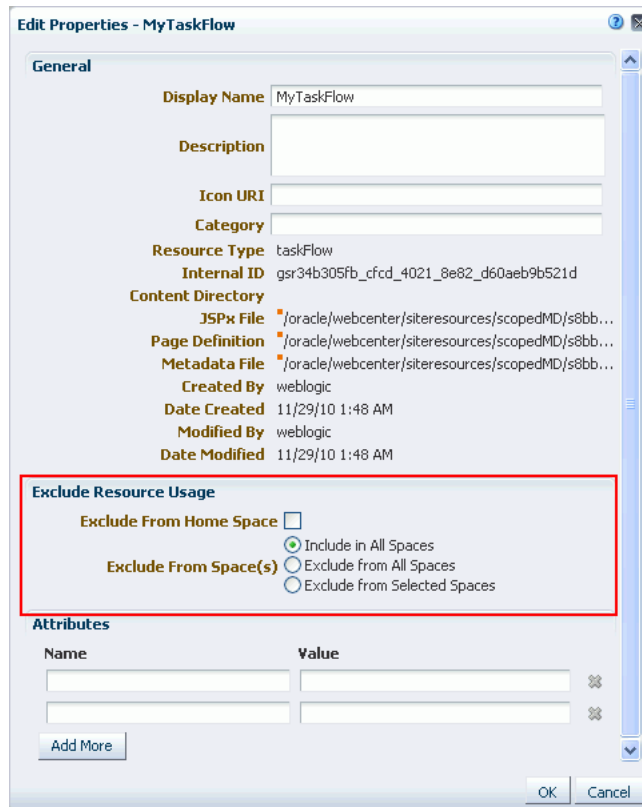 Edit Properties - MyTaskFlow
General
Display Name MyTaskFlow
Description
Icon URI
Category
Resource Type taskFlow
Internal ID gsr34b305fb_cfcd_4021_8e82_d60aeb9b521d
Content Directory
JSPx File "/oracle/webcenter/siteresources/scopedMD/s8bb...
Page Definition "/oracle/webcenter/siteresources/scopedMD/s8bb...
Metadata File "/oracle/webcenter/siteresources/scopedMD/s8bb...
Created By weblogic
Date Created 11/29/10 1:48 AM
Modified By weblogic
Date Modified 11/29/10 1:48 AM
Exclude Resource Usage
Exclude From Home Space
Include in All Spaces
Exclude From Space(s) Exclude from All Spaces
Exclude from Selected Spaces
Attributes
Name Value
Add More
OK Cancel